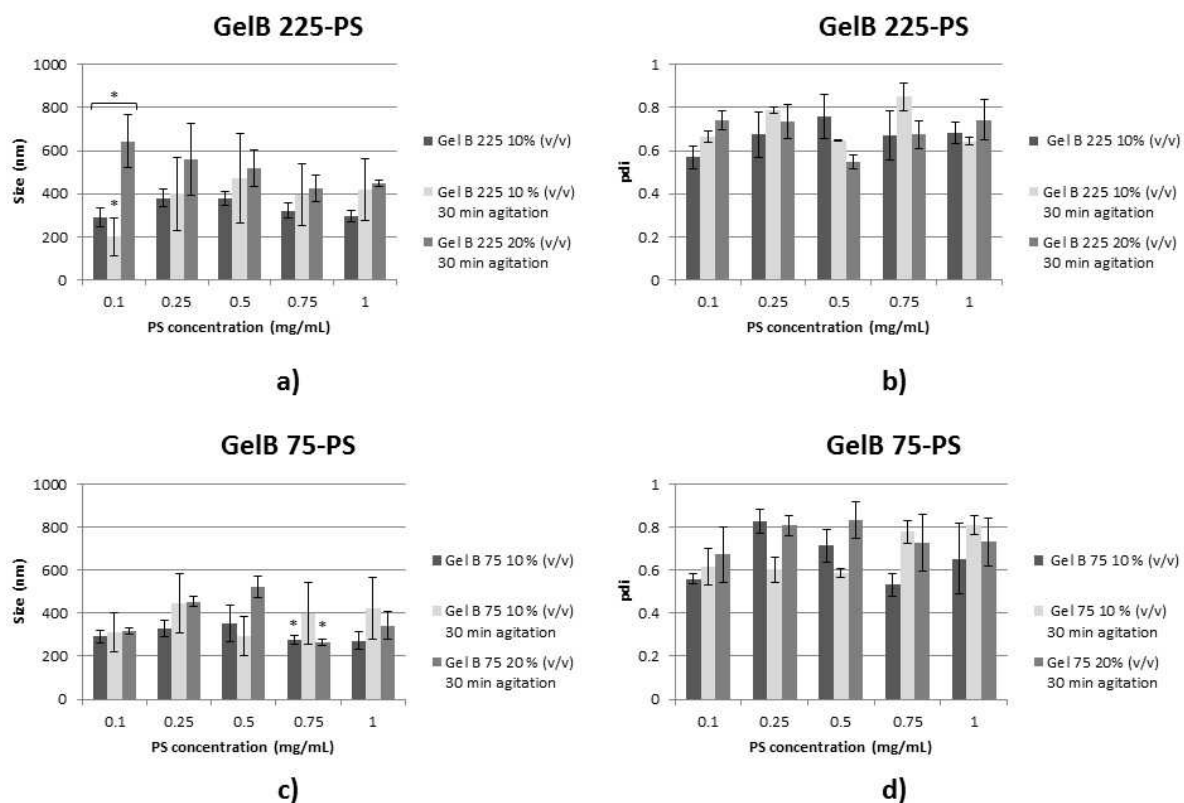 GelB 225-PS
1000
800
600
400
200
0
Size (nm)
*
*
0.1 0.25 0.5 0.75 1
PS concentration (mg/mL)
Gel B 225 10% (v/v)
Gel B 225 10 % (v/v)
30 min agitation
Gel B 225 20% (v/v)
30 min agitation
a)
GelB 225-PS
1
0.8
0.6
0.4
0.2
0
pdi
0.1 0.25 0.5 0.75 1
PS concentration (mg/mL)
Gel B 225 10% (v/v)
Gel B 225 10% (v/v)
30 min agitation
Gel B 225 20% (v/v)
30 min agitation
b)
GelB 75-PS
1000
800
600
400
200
0
Size (nm)
* *
0.1 0.25 0.5 0.75 1
PS concentration (mg/mL)
Gel B 75 10 % (v/v)
Gel B 75 10 % (v/v)
30 min agitation
Gel B 75 20 % (v/v)
30 min agitation
c)
GelB 75-PS
1
0.8
0.6
0.4
0.2
0
pdi
0.1 0.25 0.5 0.75 1
PS concentration (mg/mL)
Gel B 75 10 % (v/v)
Gel 75 10 % (v/v)
30 min agitation
Gel 75 20% (v/v)
30 min agitation
d)